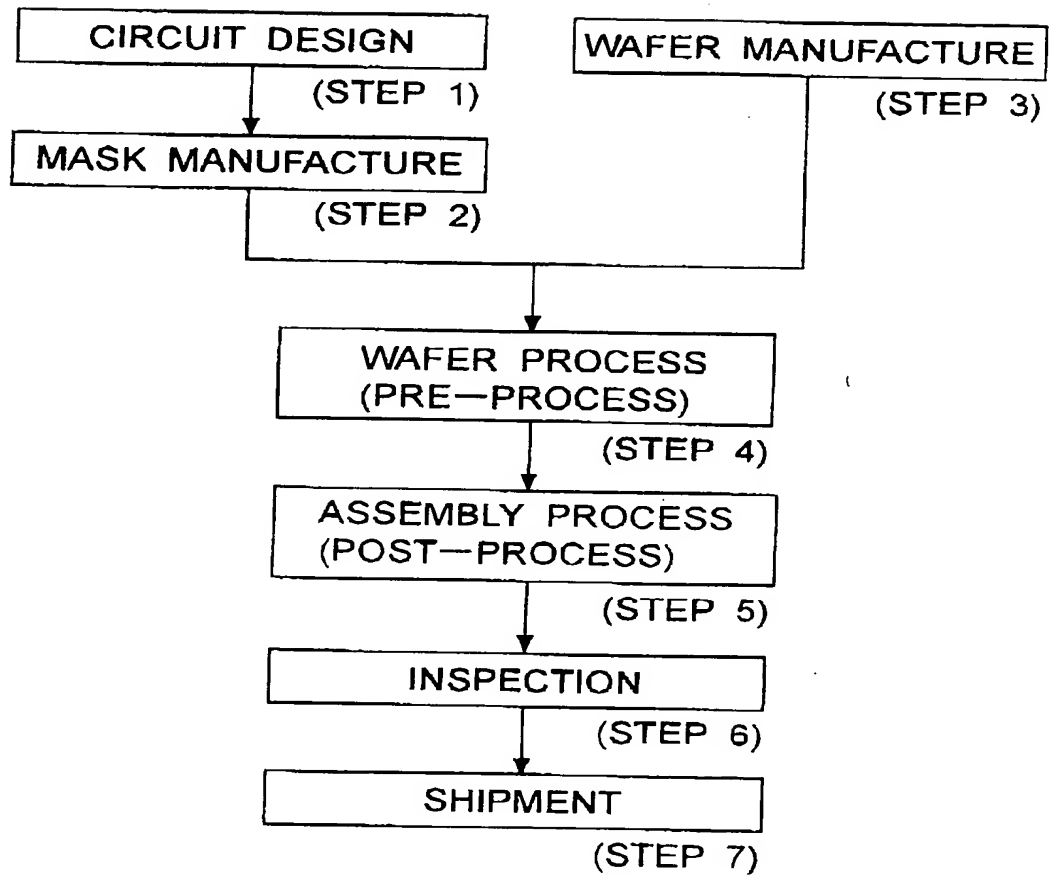 CIRCUIT DESIGN
(STEP 1)
MASK MANUFACTURE
(STEP 2)
WAFER MANUFACTURE
(STEP 3)
WAFER PROCESS
(PRE—PROCESS)
(STEP 4)
ASSEMBLY PROCESS
(POST—PROCESS)
(STEP 5)
INSPECTION
(STEP 6)
SHIPMENT
(STEP 7)